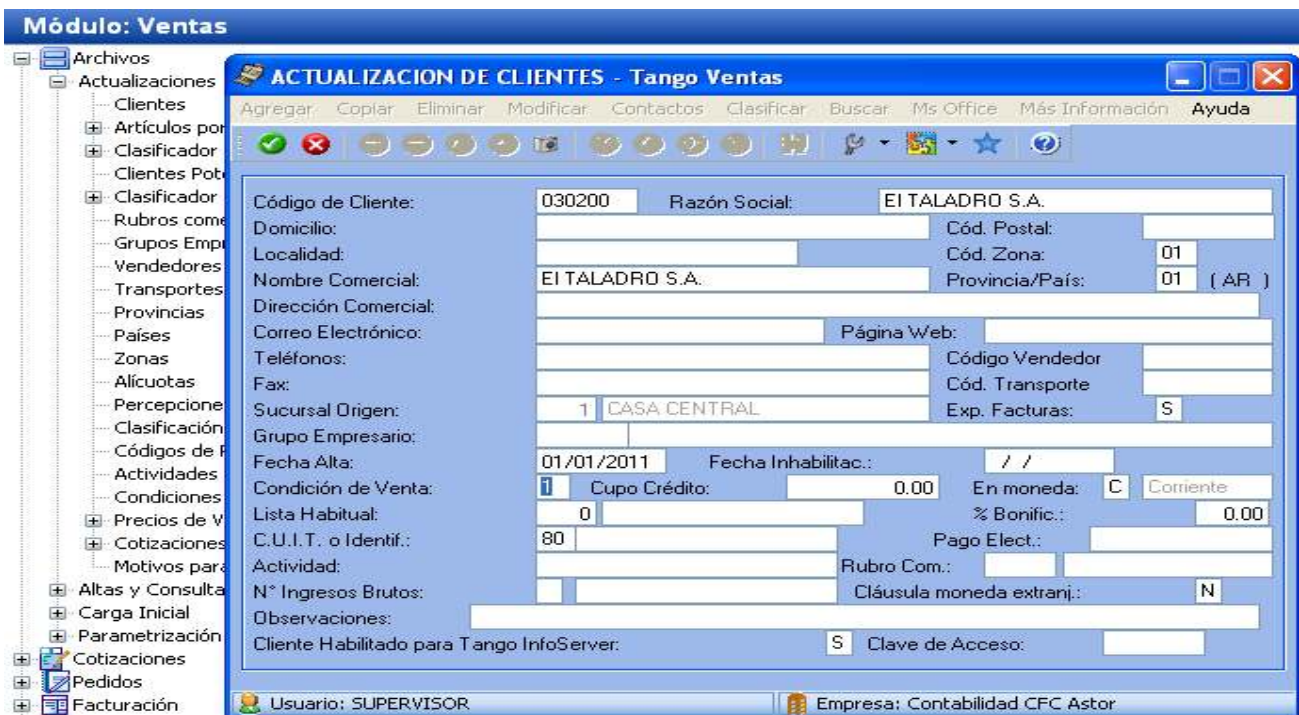 Módulo: Ventas
Archivos
Actualizaciones
Clientes
Artículos por
Clasificador
Clientes Pot
Clasificador
Rubros come
Grupos Empr
Vendedores
Transportes
Provincias
Países
Zonas
Alícuotas
Percepcione
Clasificación
Códigos de
Actividades
Condiciones
Precios de V
Cotizaciones
Motivos para
Altas y Consulta
Carga Inicial
Parametrización
Cotizaciones
Pedidos
Facturación
ACTUALIZACION DE CLIENTES - Tango Ventas
Agregar Copiar Eliminar Modificar Contactos Clasificar Buscar Ms Office Más Información Ayuda
Código de Cliente: 030200 Razón Social: El TALADRO S.A.
Domicilio: Cód. Postal:
Localidad: Cód. Zona: 01
Nombre Comercial: El TALADRO S.A. Provincia/País: 01 ( AR )
Dirección Comercial:
Correo Electrónico: Página Web:
Teléfonos: Código Vendedor
Fax: Cód. Transporte
Sucursal Origen: 1 CASA CENTRAL Exp. Facturas: S
Grupo Empresario:
Fecha Alta: 01/01/2011 Fecha Inhabilitac.: / /
Condición de Venta: 1 Cupo Crédito: 0.00 En moneda: C Corriente
Lista Habitual: 0 % Bonific.: 0.00
C.U.I.T. o Identif.: 80 Pago Elect.:
Actividad: Rubro Com.:
N° Ingresos Brutos: Cláusula moneda extranj.: N
Observaciones:
Cliente Habilitado para Tango InfoServer: S Clave de Acceso:
Usuario: SUPERVISOR Empresa: Contabilidad CFC Astor